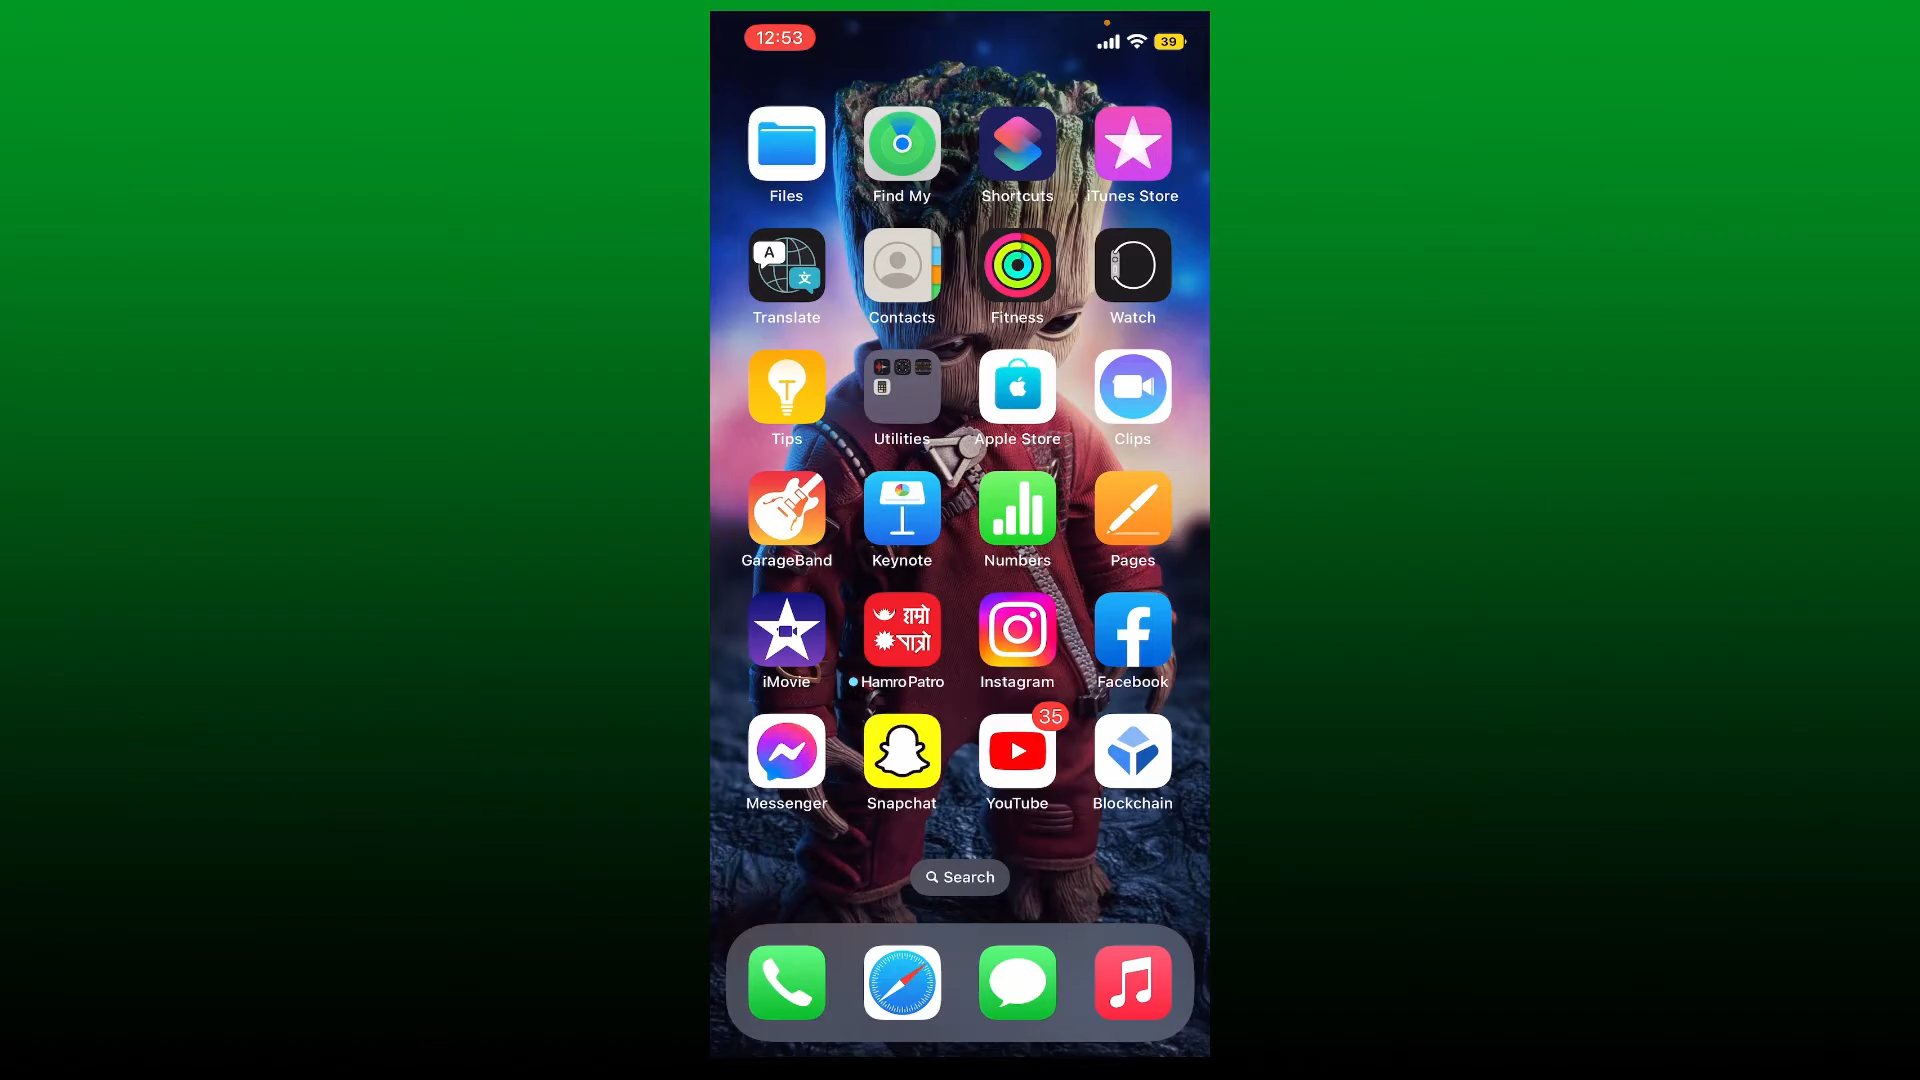 12:53
39
Files Find My Shortcuts iTunes Store
A
文
Translate Contacts Fitness Watch
Tips Utilities Apple Store Clips
GarageBand Keynote Numbers Pages
हाम्रो
पात्रो
iMovie Hamro Patro Instagram Facebook
35
Messenger Snapchat YouTube Blockchain
Search